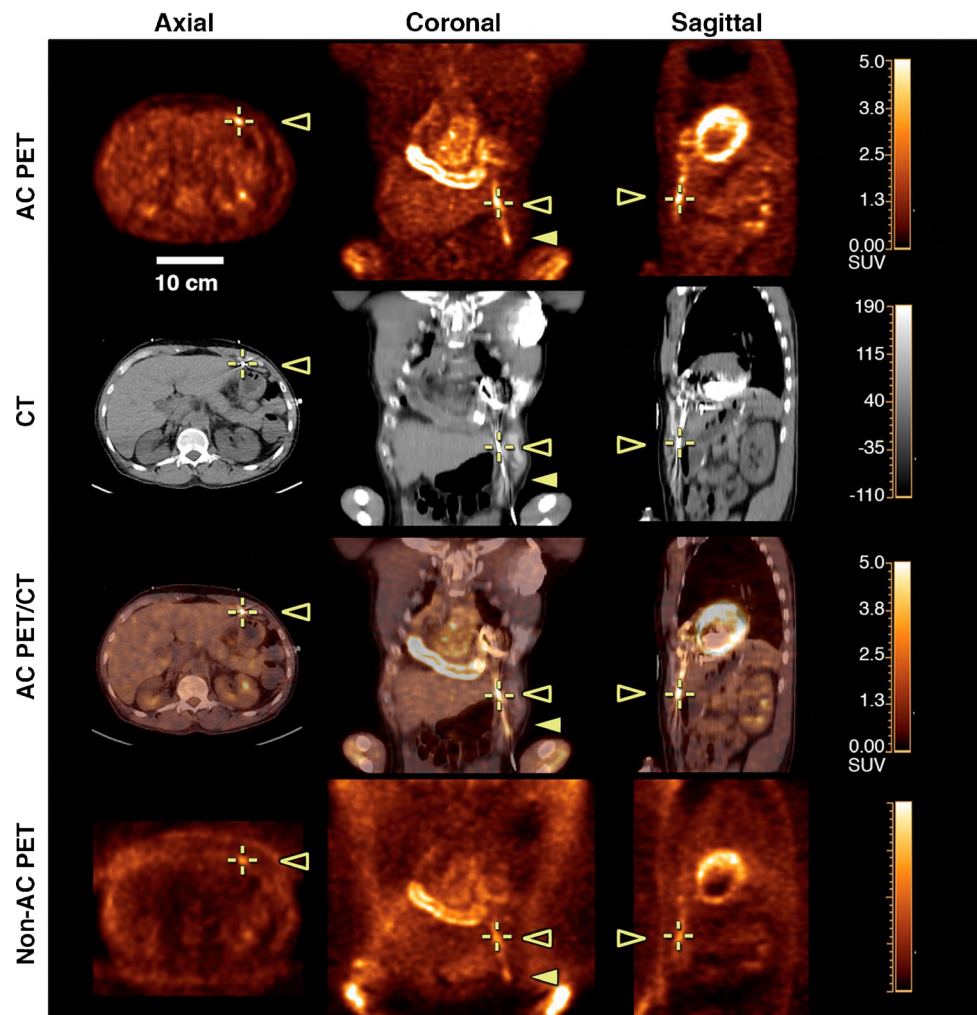 Axial Coronal Sagittal
AC PET
10 cm
5.0
3.8
2.5
1.3
0.00
SUV
CT
190
115
40
-35
-110
AC PET/CT
5.0
3.8
2.5
1.3
0.00
SUV
Non-AC PET